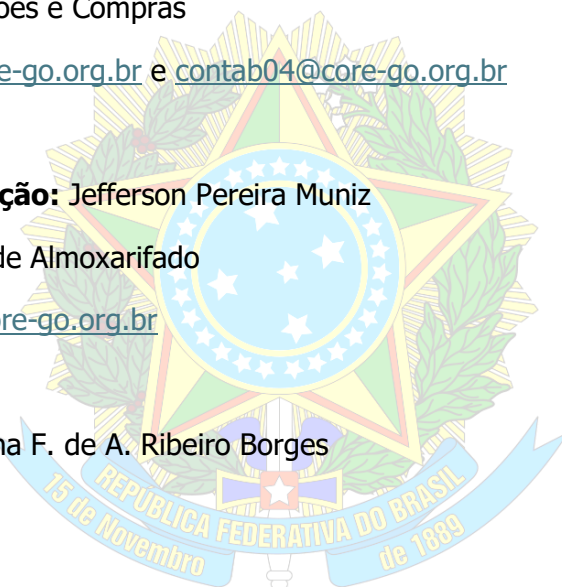 ões e Compras
e-go.org.br e contab04@core-go.org.br
ção: Jefferson Pereira Muniz
de Almoxarifado
ore-go.org.br
na F. de A. Ribeiro Borges
REPÚBLICA FEDERATIVA DO BRASIL
15 de Novembro de 1889